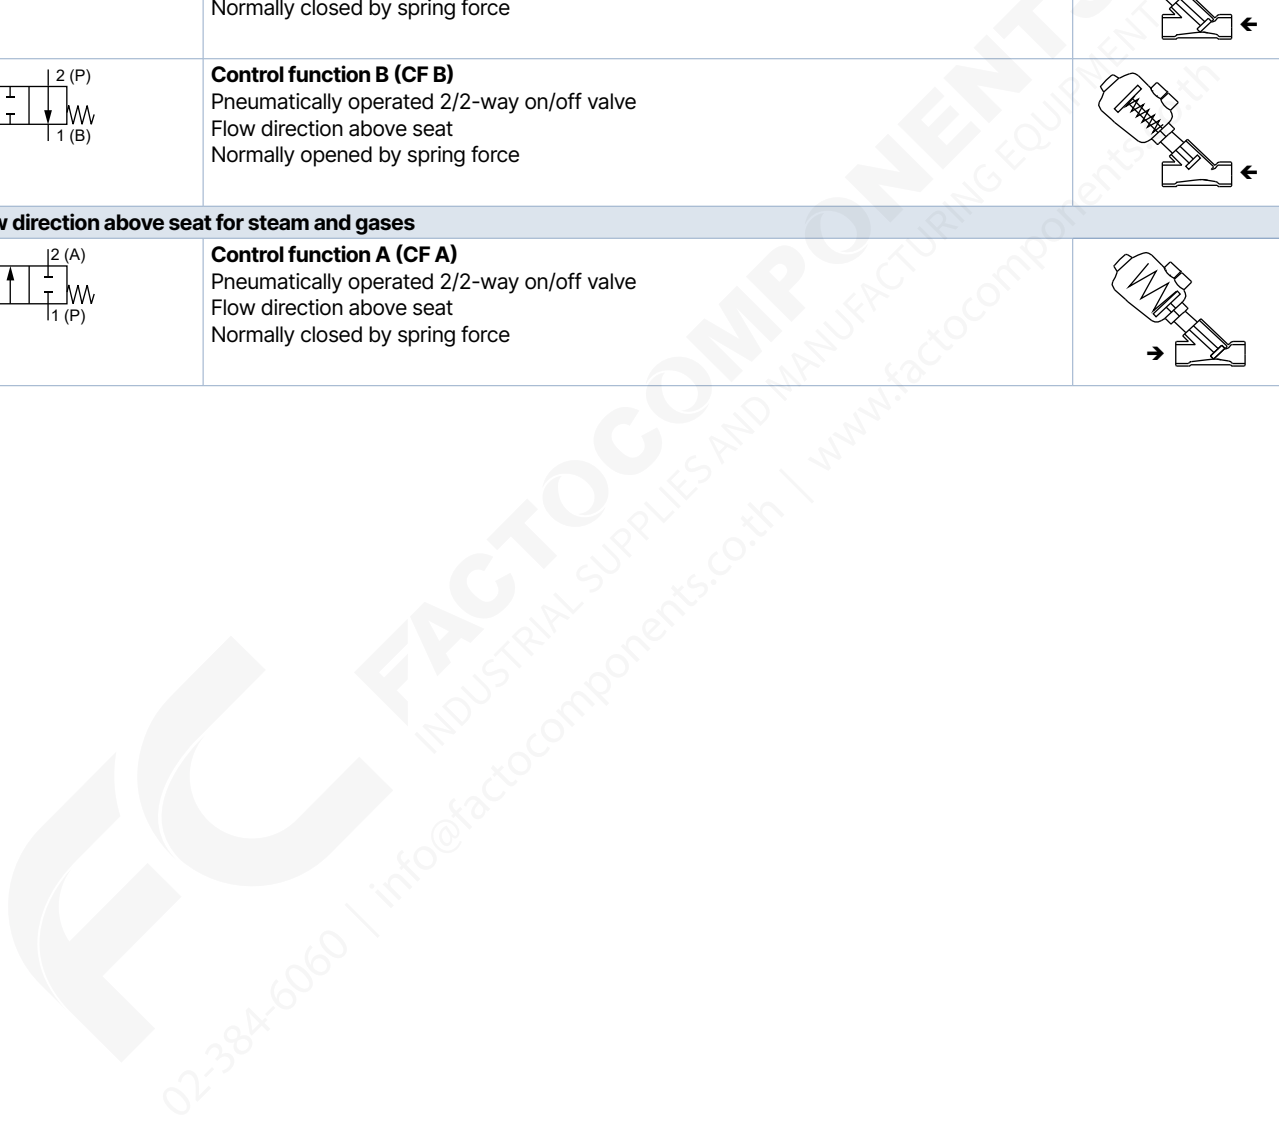 Normally closed by spring force
2 (P)
1 (B)
Control function B (CF B)
Pneumatically operated 2/2-way on/off valve
Flow direction above seat
Normally opened by spring force
direction above seat for steam and gases
2 (A)
1 (P)
Control function A (CF A)
Pneumatically operated 2/2-way on/off valve
Flow direction above seat
Normally closed by spring force
FC
FACTOCOMPONENTS
INDUSTRIAL SUPPLIES AND MANUFACTURING EQUIPMENT
02-384-6060 | info@factocomponents.co.th | www.factocomponents.co.th